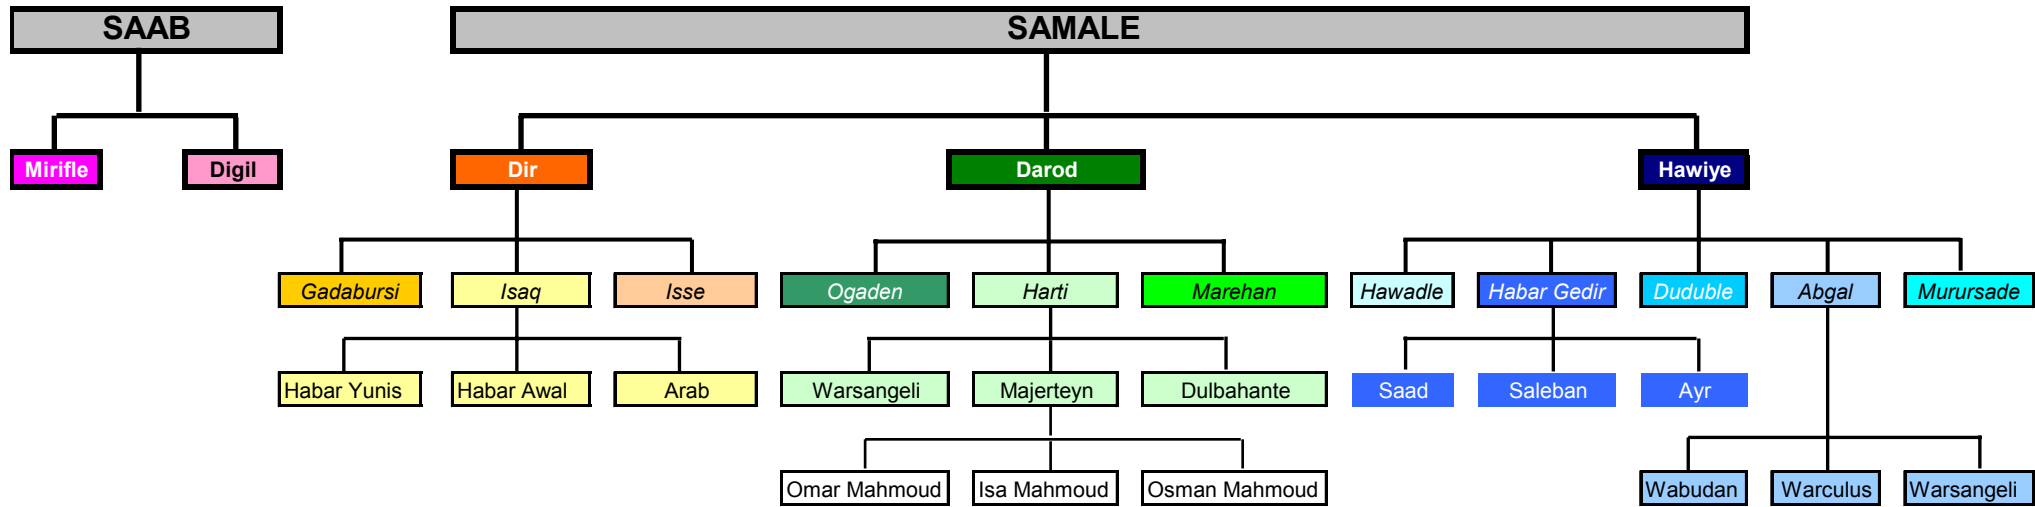 SAAB
SAMALE
Mirifle
Digil
Dir
Darod
Hawiye
Gadabursi
Isaq
Isse
Ogaden
Harti
Marehan
Hawadle
Habar Gedir
Duduble
Abgal
Murursade
Habar Yunis
Habar Awal
Arab
Warsangeli
Majerteyn
Dulbahante
Saad
Saleban
Ayr
Omar Mahmoud
Isa Mahmoud
Osman Mahmoud
Wabudan
Warculus
Warsangeli